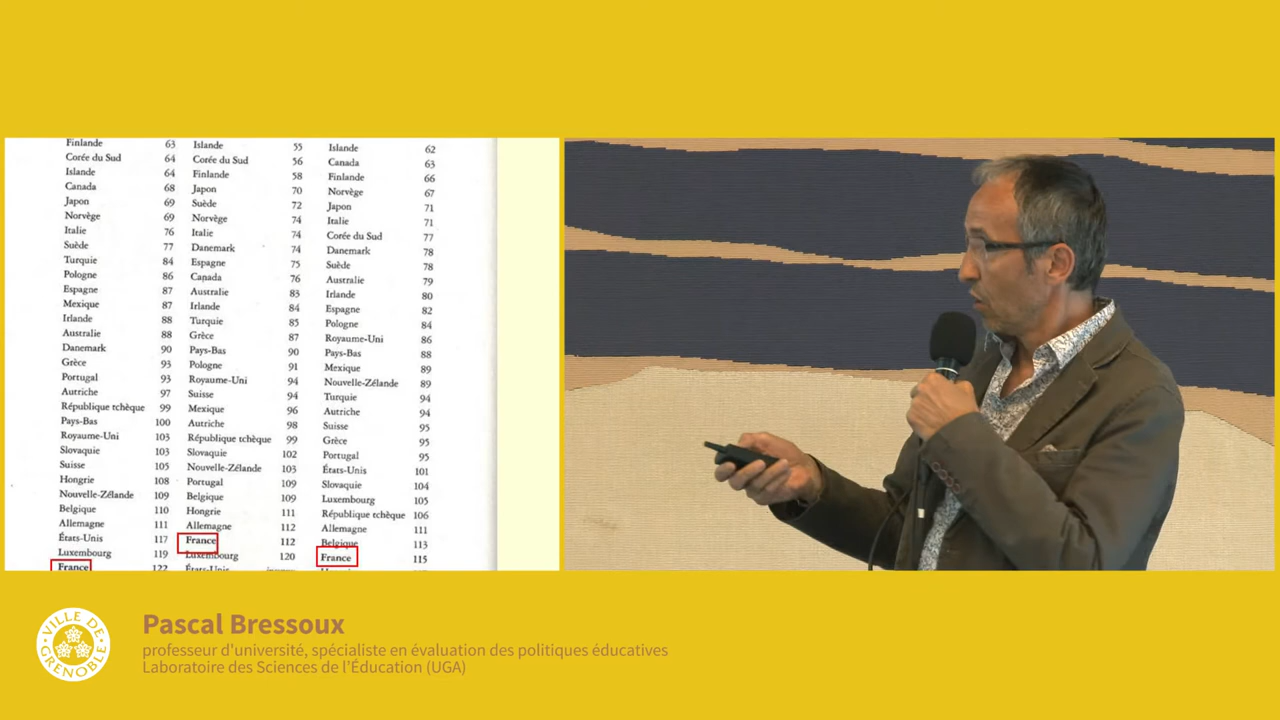 Finlande 63
Corée du Sud 64
Islande 64
Canada 68
Japon 69
Norvège 69
Italie 76
Suède 77
Turquie 84
Pologne 86
Espagne 87
Mexique 87
Irlande 88
Australie 88
Danemark 90
Grèce 93
Portugal 93
Autriche 97
République tchèque 99
Pays-Bas 100
Royaume-Uni 103
Slovaquie 103
Suisse 105
Hongrie 108
Nouvelle-Zélande 109
Belgique 110
Allemagne 111
États-Unis 117
Luxembourg 119
France 122
Islande 55
Corée du Sud 56
Finlande 58
Japon 70
Suède 72
Norvège 74
Italie 74
Danemark 74
Espagne 75
Canada 76
Australie 83
Irlande 84
Turquie 85
Grèce 87
Pays-Bas 90
Pologne 91
Royaume-Uni 94
Suisse 94
Mexique 96
Autriche 98
République tchèque 99
Slovaquie 102
Nouvelle-Zélande 103
Portugal 109
Belgique 109
Hongrie 111
Allemagne 112
France 112
Luxembourg 120
États-Unis
Islande 62
Canada 63
Finlande 66
Norvège 67
Japon 71
Italie 71
Corée du Sud 77
Danemark 78
Suède 78
Australie 79
Irlande 80
Espagne 82
Pologne 84
Royaume-Uni 86
Pays-Bas 88
Mexique 89
Nouvelle-Zélande 89
Turquie 94
Autriche 94
Suisse 95
Grèce 95
Portugal 95
États-Unis 101
Slovaquie 104
Luxembourg 105
République tchèque 106
Allemagne 111
Belgique 113
France 115
VILLE DE GRENOBLE
Pascal Bressoux
professeur d'université, spécialiste en évaluation des politiques éducatives
Laboratoire des Sciences de l'Éducation (UGA)